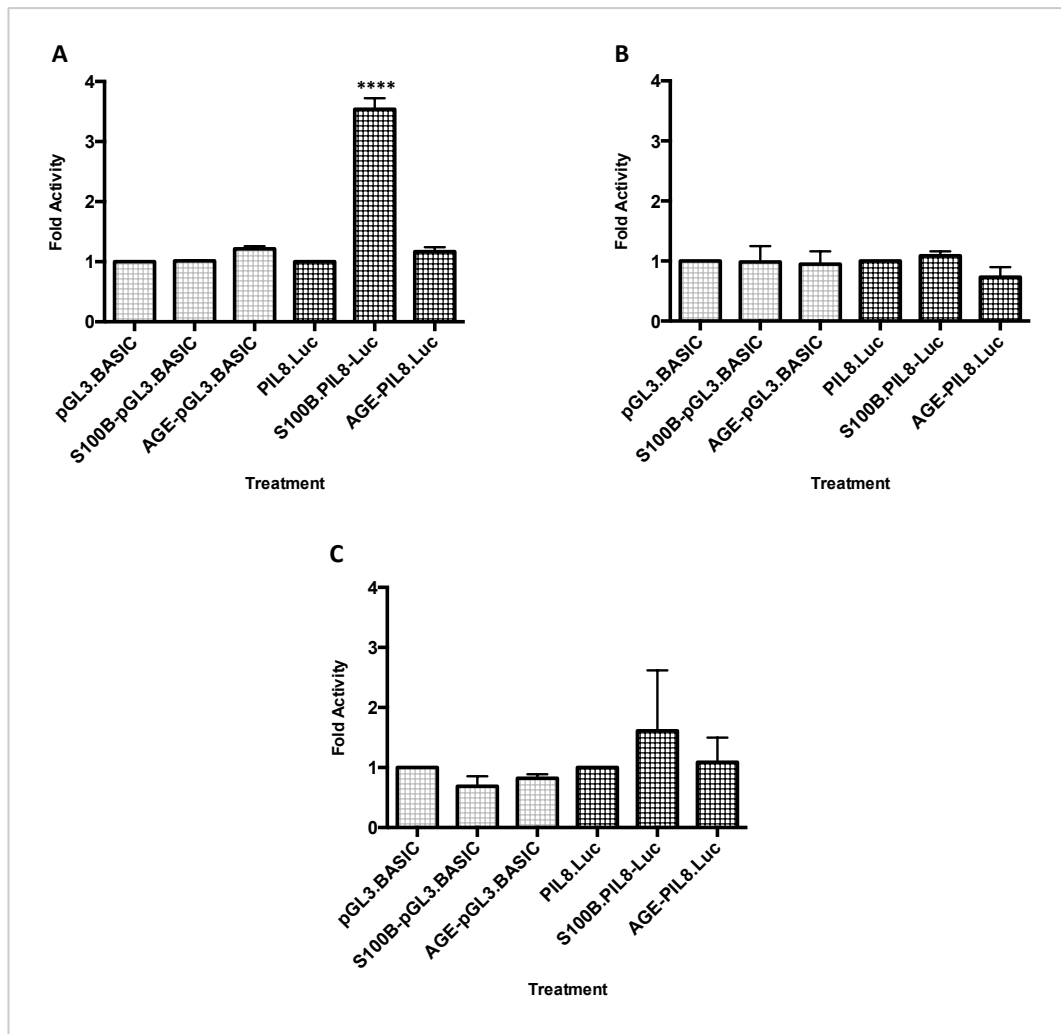 A
****
4
3
2
1
0
Fold Activity
pGL3.BASIC
S100B-pGL3.BASIC
AGE-pGL3.BASIC
PIL8.Luc
S100B.PIL8-Luc
AGE-PIL8.Luc
Treatment
B
4
3
2
1
0
Fold Activity
pGL3.BASIC
S100B-pGL3.BASIC
AGE-pGL3.BASIC
PIL8.Luc
S100B.PIL8-Luc
AGE-PIL8.Luc
Treatment
C
4
3
2
1
0
Fold Activity
pGL3.BASIC
S100B-pGL3.BASIC
AGE-pGL3.BASIC
PIL8.Luc
S100B.PIL8-Luc
AGE-PIL8.Luc
Treatment